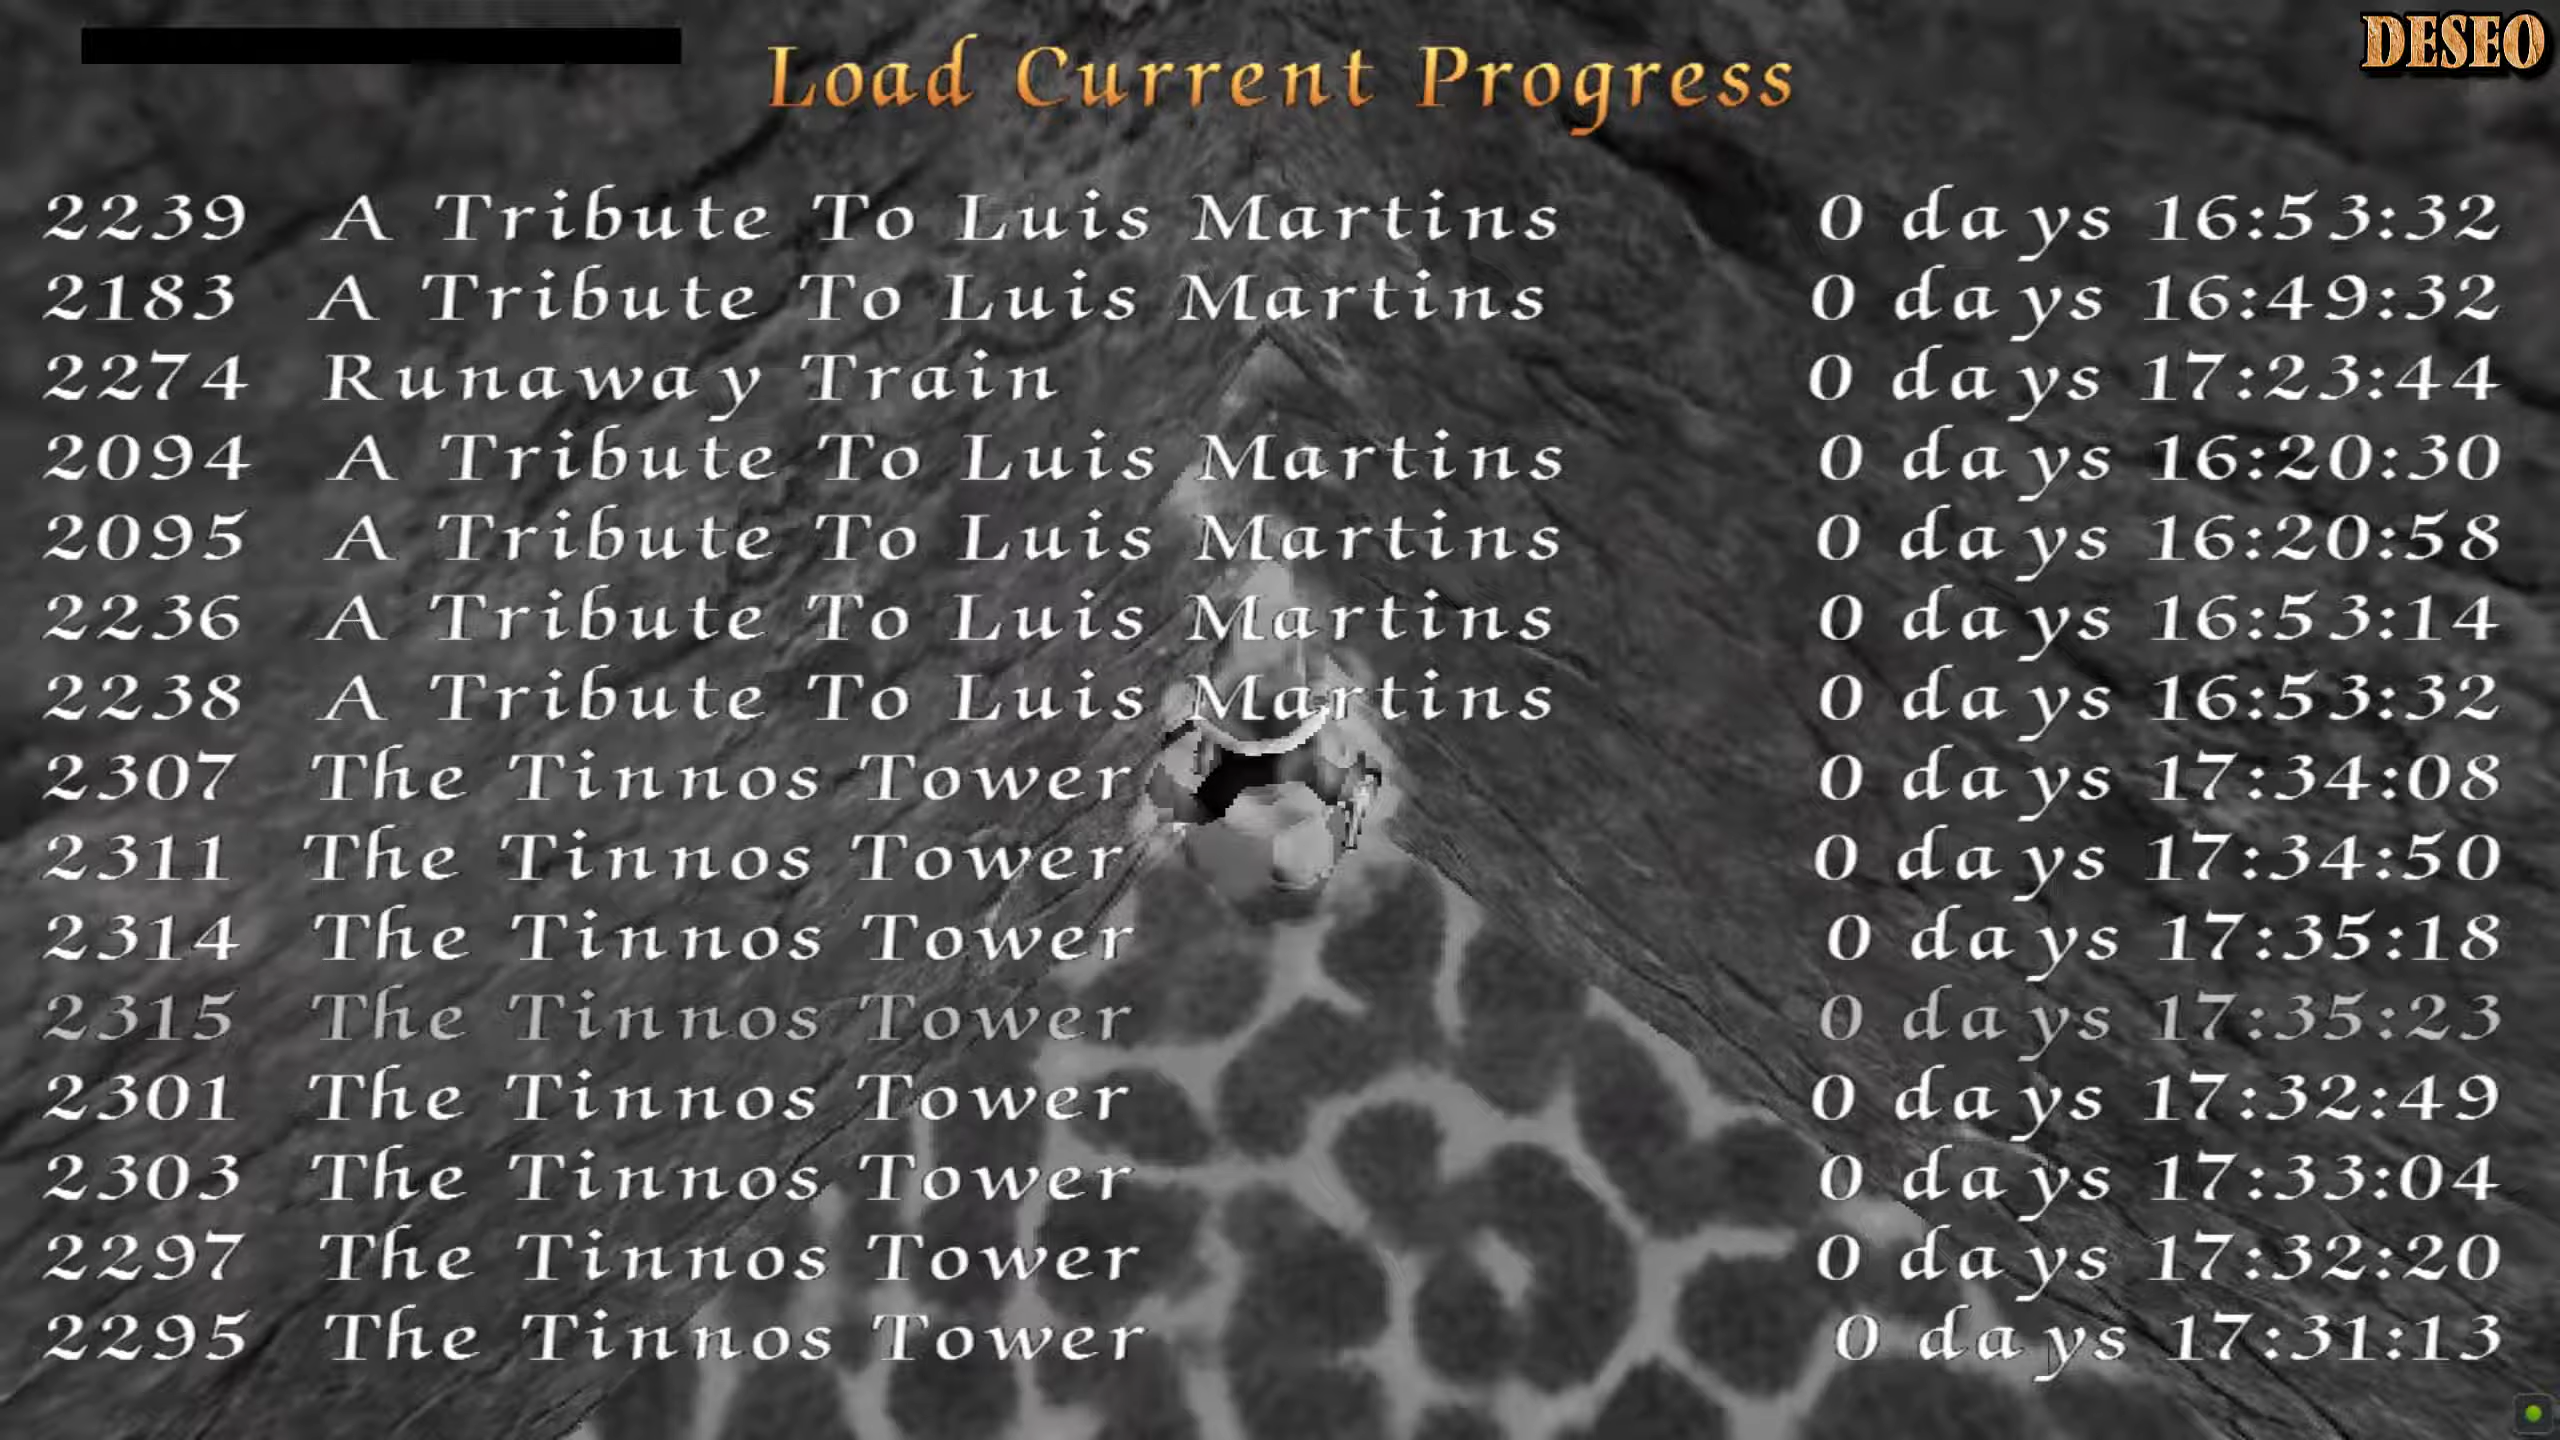 Load Current Progress
DESEO
2239 A Tribute To Luis Martins 0 days 16:53:32
2183 A Tribute To Luis Martins 0 days 16:49:32
2274 Runaway Train 0 days 17:23:44
2094 A Tribute To Luis Martins 0 days 16:20:30
2095 A Tribute To Luis Martins 0 days 16:20:58
2236 A Tribute To Luis Martins 0 days 16:53:14
2238 A Tribute To Luis Martins 0 days 16:53:32
2307 The Tinnos Tower 0 days 17:34:08
2311 The Tinnos Tower 0 days 17:34:50
2314 The Tinnos Tower 0 days 17:35:18
2315 The Tinnos Tower 0 days 17:35:23
2301 The Tinnos Tower 0 days 17:32:49
2303 The Tinnos Tower 0 days 17:33:04
2297 The Tinnos Tower 0 days 17:32:20
2295 The Tinnos Tower 0 days 17:31:13